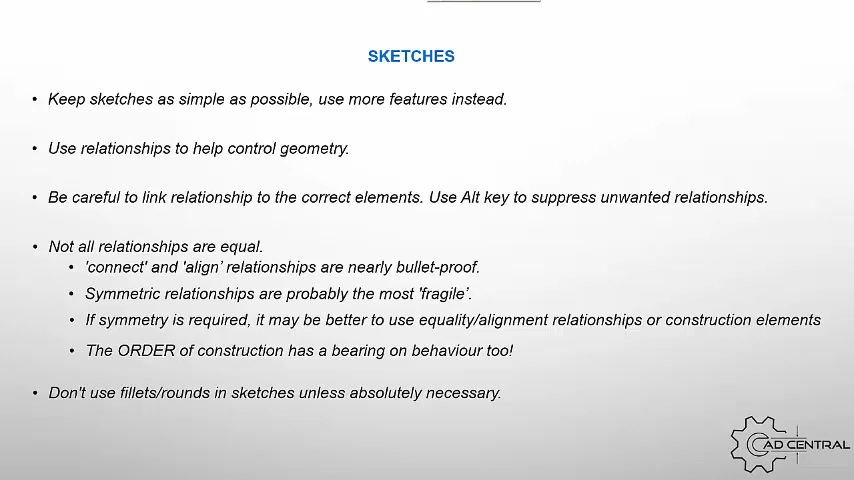 SKETCHES
• Keep sketches as simple as possible, use more features instead.
• Use relationships to help control geometry.
• Be careful to link relationship to the correct elements. Use Alt key to suppress unwanted relationships.
• Not all relationships are equal.
• 'connect' and 'align’ relationships are nearly bullet-proof.
• Symmetric relationships are probably the most 'fragile’.
• If symmetry is required, it may be better to use equality/alignment relationships or construction elements
• The ORDER of construction has a bearing on behaviour too!
• Don't use fillets/rounds in sketches unless absolutely necessary.
CAD CENTRAL